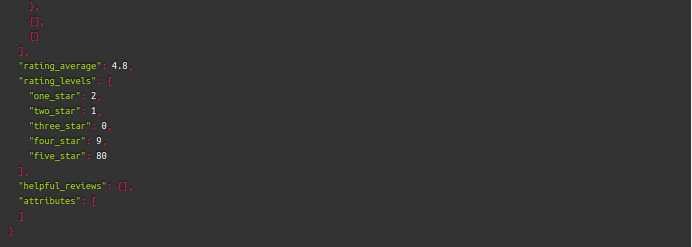 },
{},
{}
],
"rating_average": 4.8,
"rating_levels": {
"one_star": 2,
"two_star": 1,
"three_star": 0,
"four_star": 9,
"five_star": 80
},
"helpful_reviews": {},
"attributes": [
]
}